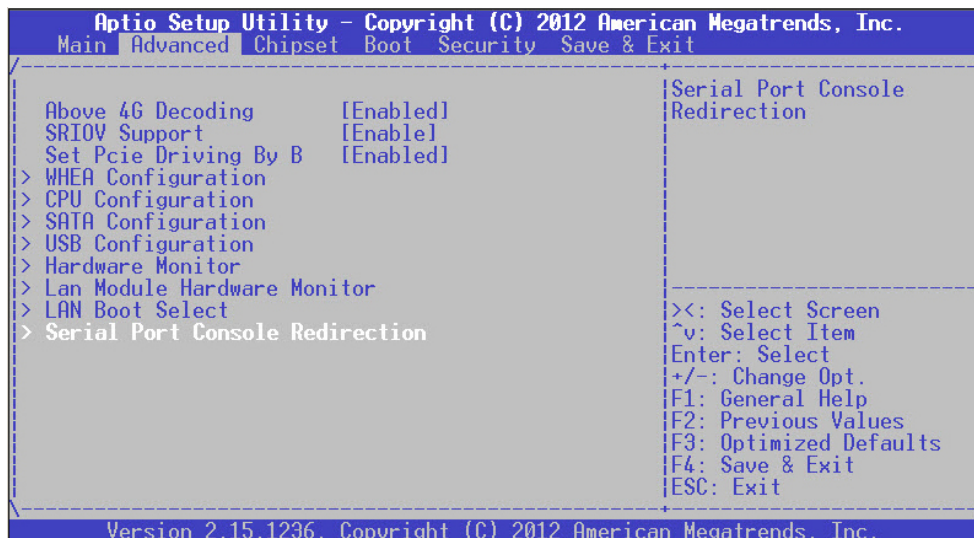 Aptio Setup Utility - Copyright (C) 2012 American Megatrends, Inc.
Main Advanced Chipset Boot Security Save & Exit
Above 4G Decoding [Enabled]
SRIOV Support [Enable]
Set Pcie Driving By B [Enabled]
> WHEA Configuration
> CPU Configuration
> SATA Configuration
> USB Configuration
> Hardware Monitor
> Lan Module Hardware Monitor
> LAN Boot Select
> Serial Port Console Redirection
Serial Port Console
Redirection
><: Select Screen
^v: Select Item
Enter: Select
+/-: Change Opt.
F1: General Help
F2: Previous Values
F3: Optimized Defaults
F4: Save & Exit
ESC: Exit
Version 2.15.1236. Copyright (C) 2012 American Megatrends, Inc.